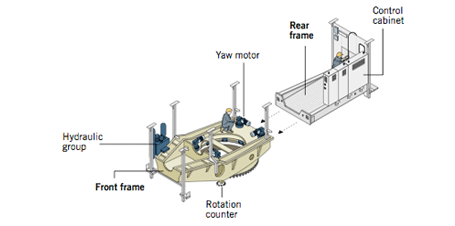 Control
cabinet
Rear
frame
Yaw motor
Hydraulic
group
Front frame
Rotation
counter